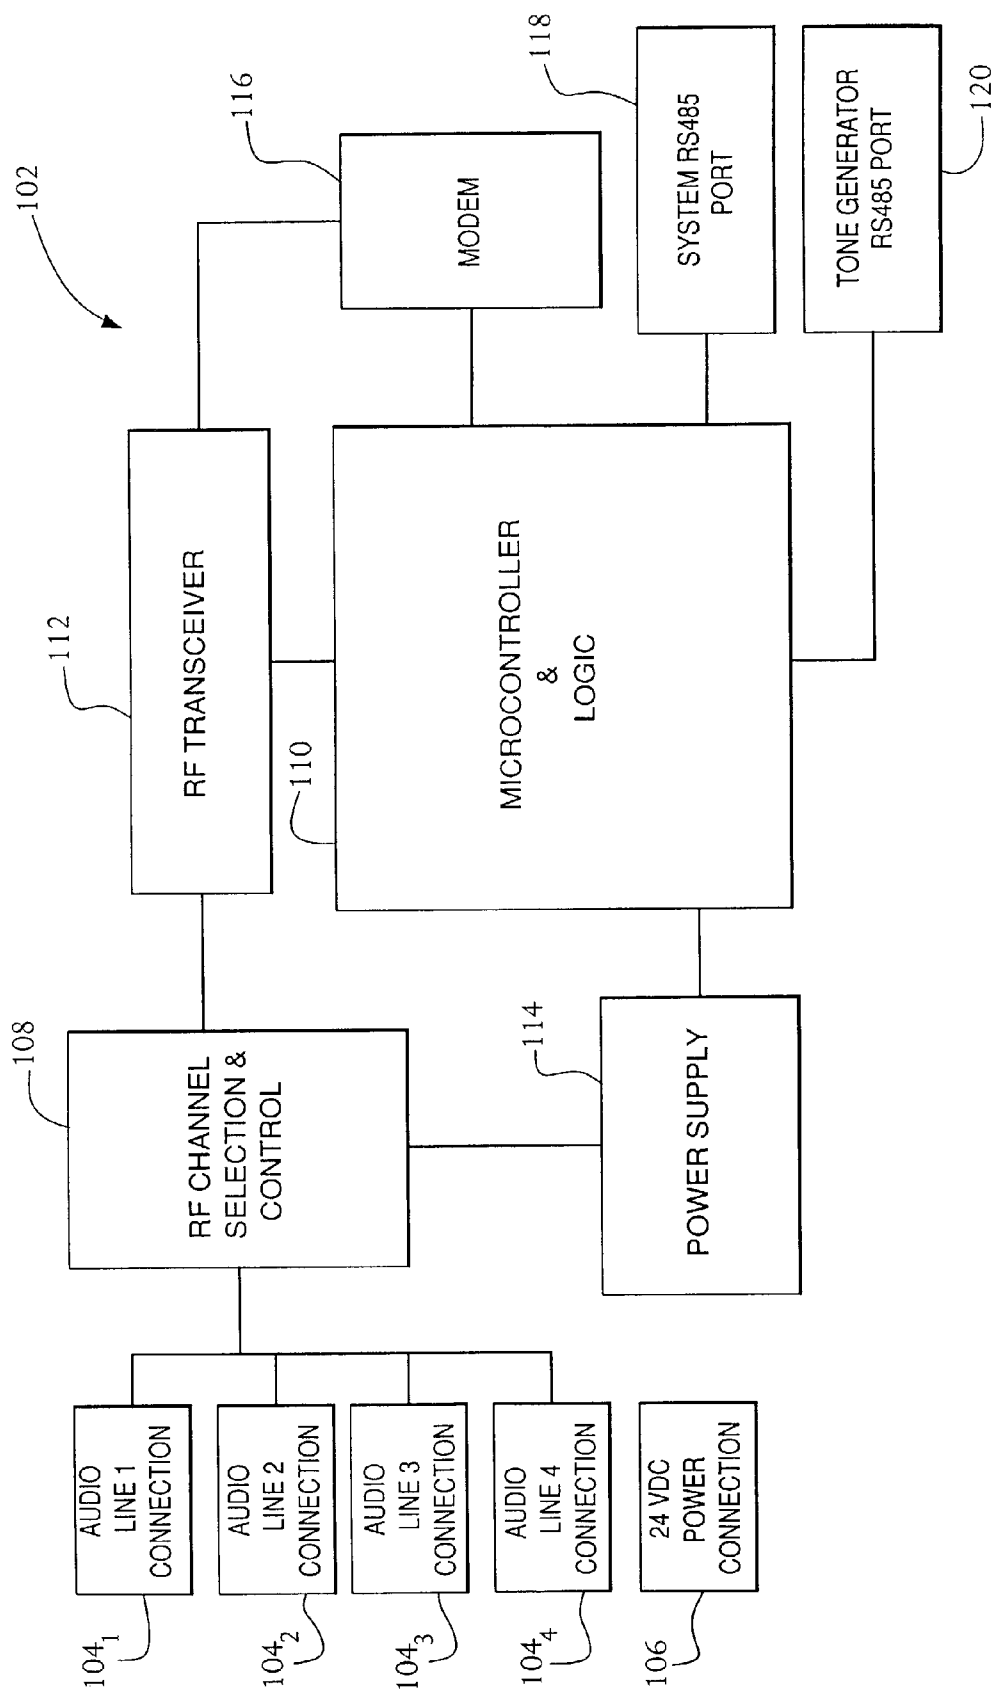 102
104₁
AUDIO
LINE 1
CONNECTION
104₂
AUDIO
LINE 2
CONNECTION
104₃
AUDIO
LINE 3
CONNECTION
104₄
AUDIO
LINE 4
CONNECTION
106
24 VDC
POWER
CONNECTION
108
RF CHANNEL
SELECTION &
CONTROL
114
POWER SUPPLY
112
RF TRANSCEIVER
110
MICROCONTROLLER
&
LOGIC
116
MODEM
118
SYSTEM RS485
PORT
120
TONE GENERATOR
RS485 PORT